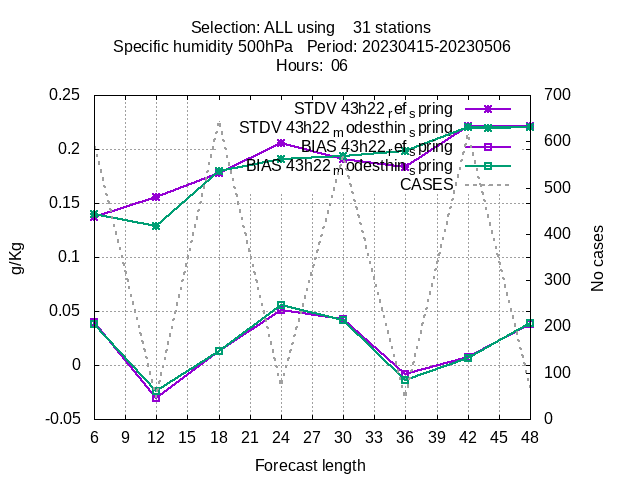 Selection: ALL using    31 stations
Specific humidity 500hPa   Period: 20230415-20230506
Hours:  06
0.25
0.2
0.15
0.1
0.05
0
-0.05
g/Kg
STDV 43h22_ref_spring
STDV 43h22_modesthin_spring
BIAS 43h22_ref_spring
BIAS 43h22_modesthin_spring
CASES
700
600
500
400
300
200
100
0
No cases
6 9 12 15 18 21 24 27 30 33 36 39 42 45 48
Forecast length